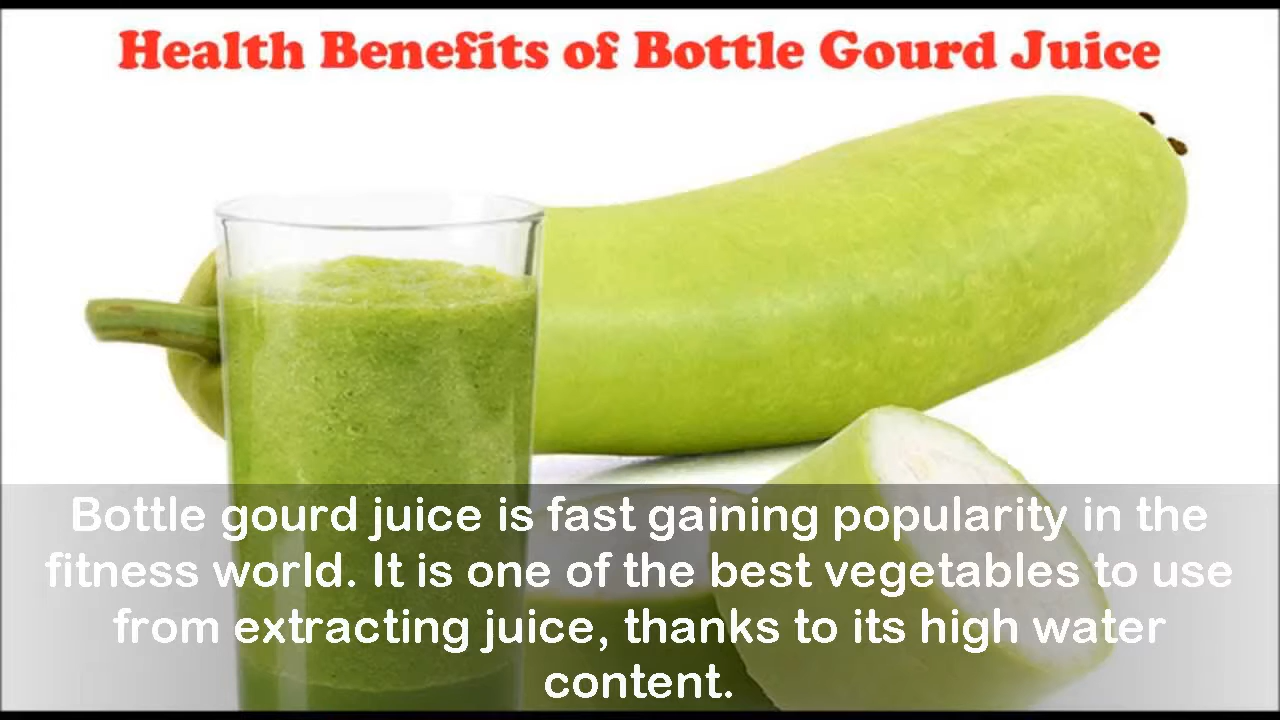 Health Benefits of Bottle Gourd Juice
Bottle gourd juice is fast gaining popularity in the
fitness world. It is one of the best vegetables to use
from extracting juice, thanks to its high water
content.